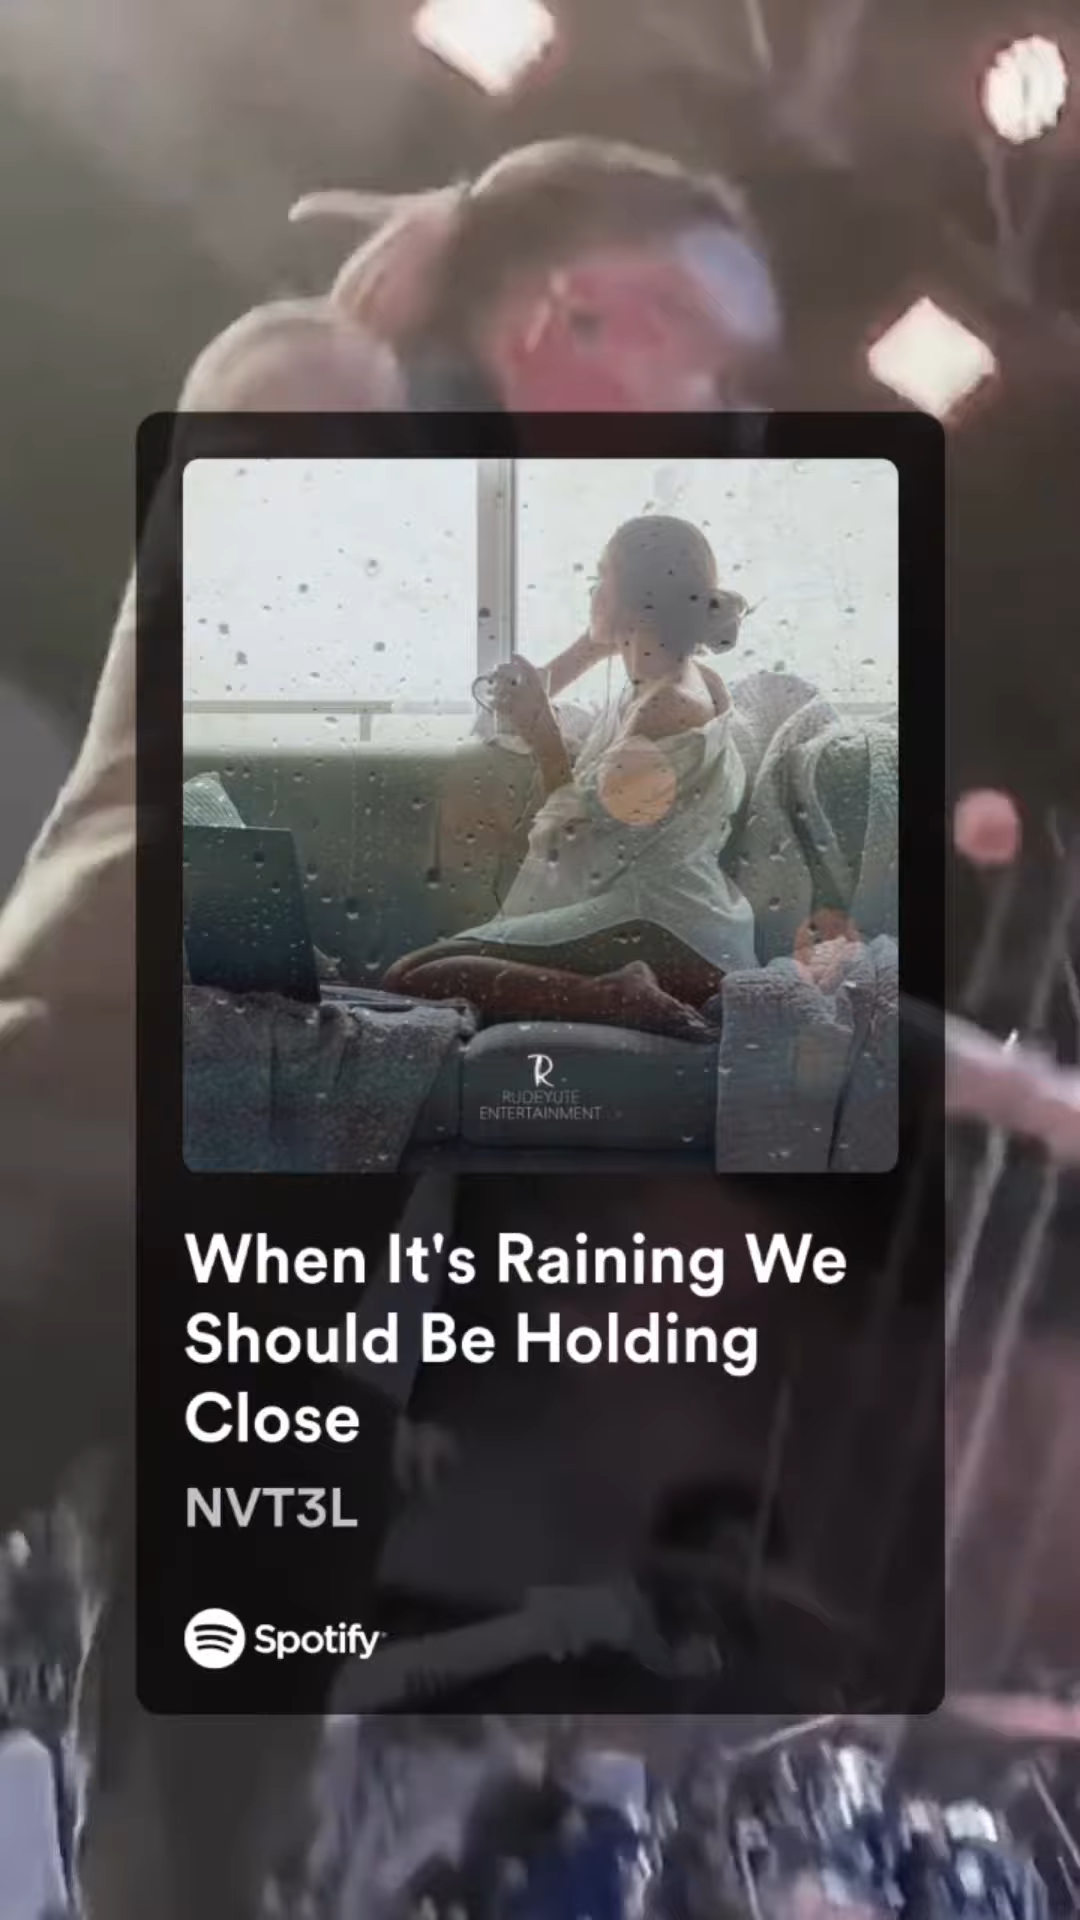 R
RUDEYUTE
ENTERTAINMENT
When It's Raining We
Should Be Holding
Close
NVT3L
Spotify